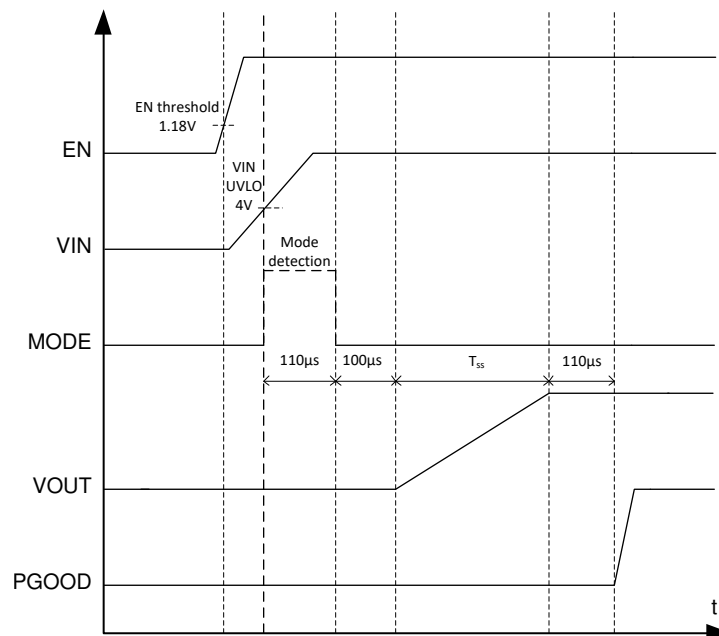 EN threshold
1.18V
EN
VIN
UVLO
4V
VIN
Mode
detection
MODE
110µs
100µs
Tss
110µs
VOUT
PGOOD
t